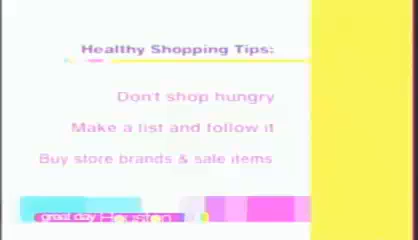 Healthy Shopping Tips:
Don't shop hungry
Make a list and follow it
Buy store brands & sale items
great day Houston